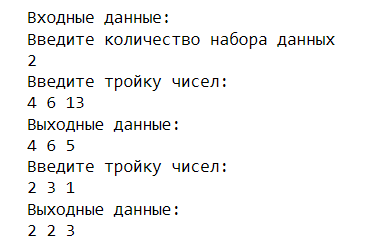 Входные данные:
Введите количество набора данных
2
Введите тройку чисел:
4 6 13
Выходные данные:
4 6 5
Введите тройку чисел:
2 3 1
Выходные данные:
2 2 3